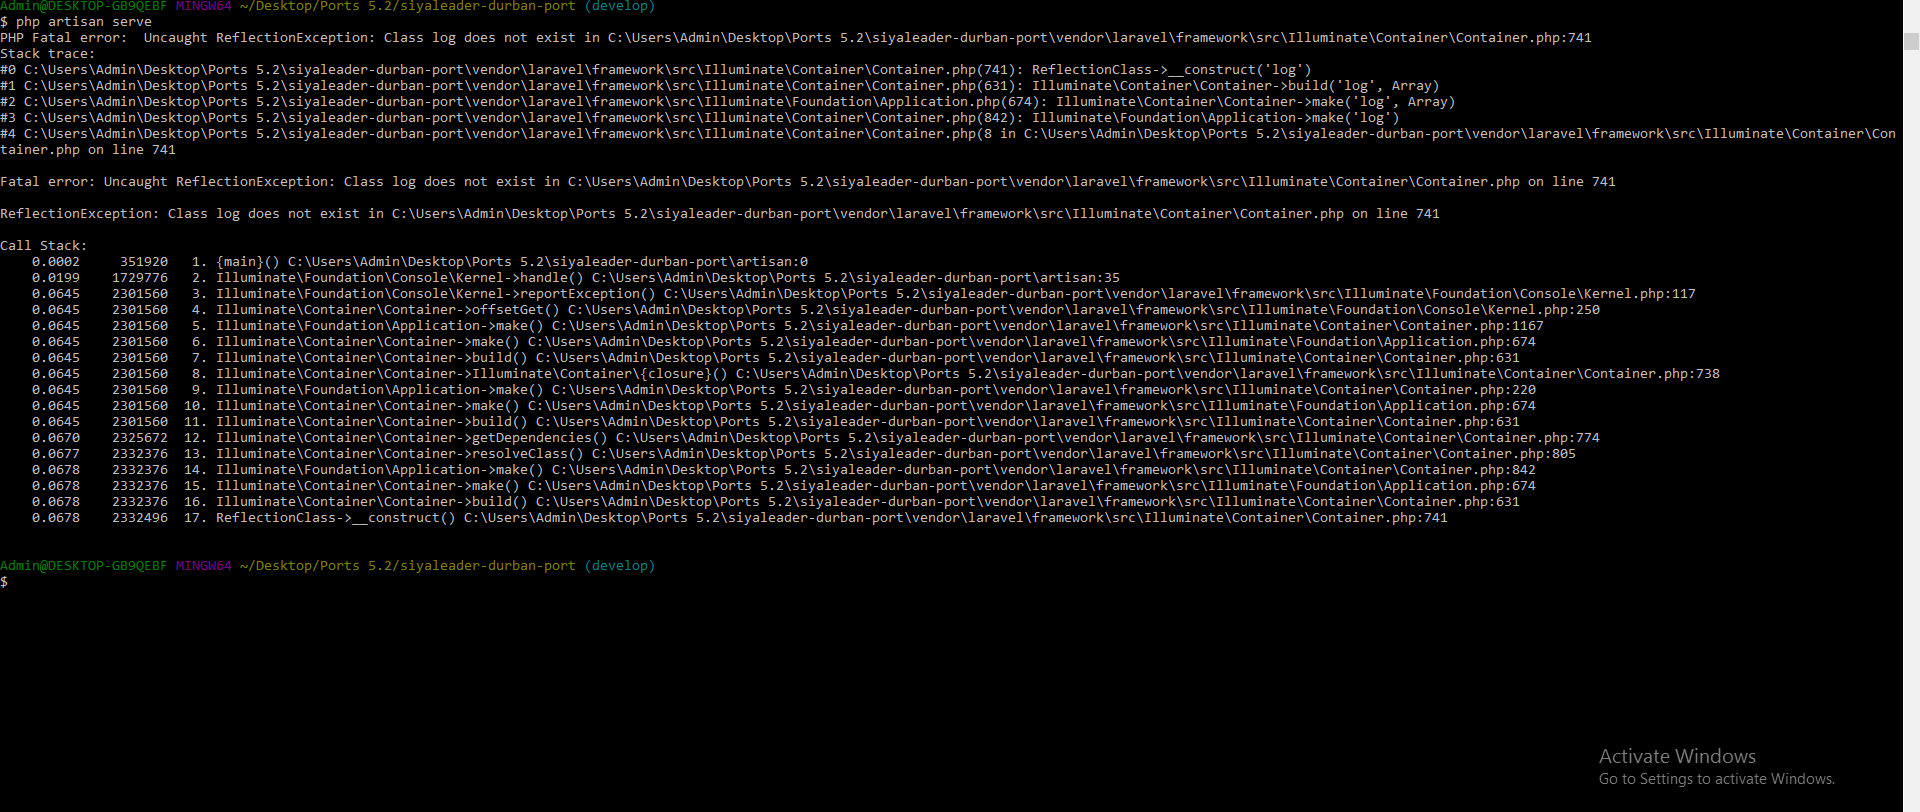 Admin@DESKTOP-GB9QEBF MINGW64 ~/Desktop/Ports 5.2/siyaleader-durban-port (develop)
$ php artisan serve
PHP Fatal error:  Uncaught ReflectionException: Class log does not exist in C:\Users\Admin\Desktop\Ports 5.2\siyaleader-durban-port\vendor\laravel\framework\src\Illuminate\Container\Container.php:741
Stack trace:
#0 C:\Users\Admin\Desktop\Ports 5.2\siyaleader-durban-port\vendor\laravel\framework\src\Illuminate\Container\Container.php(741): ReflectionClass->__construct('log')
#1 C:\Users\Admin\Desktop\Ports 5.2\siyaleader-durban-port\vendor\laravel\framework\src\Illuminate\Container\Container.php(631): Illuminate\Container\Container->build('log', Array)
#2 C:\Users\Admin\Desktop\Ports 5.2\siyaleader-durban-port\vendor\laravel\framework\src\Illuminate\Foundation\Application.php(674): Illuminate\Container\Container->make('log', Array)
#3 C:\Users\Admin\Desktop\Ports 5.2\siyaleader-durban-port\vendor\laravel\framework\src\Illuminate\Container\Container.php(842): Illuminate\Foundation\Application->make('log')
#4 C:\Users\Admin\Desktop\Ports 5.2\siyaleader-durban-port\vendor\laravel\framework\src\Illuminate\Container\Container.php(8 in C:\Users\Admin\Desktop\Ports 5.2\siyaleader-durban-port\vendor\laravel\framework\src\Illuminate\Container\Con
tainer.php on line 741
Fatal error: Uncaught ReflectionException: Class log does not exist in C:\Users\Admin\Desktop\Ports 5.2\siyaleader-durban-port\vendor\laravel\framework\src\Illuminate\Container\Container.php on line 741
ReflectionException: Class log does not exist in C:\Users\Admin\Desktop\Ports 5.2\siyaleader-durban-port\vendor\laravel\framework\src\Illuminate\Container\Container.php on line 741
Call Stack:
    0.0002     351920   1. {main}() C:\Users\Admin\Desktop\Ports 5.2\siyaleader-durban-port\artisan:0
    0.0199    1729776   2. Illuminate\Foundation\Console\Kernel->handle() C:\Users\Admin\Desktop\Ports 5.2\siyaleader-durban-port\artisan:35
    0.0645    2301560   3. Illuminate\Foundation\Console\Kernel->reportException() C:\Users\Admin\Desktop\Ports 5.2\siyaleader-durban-port\vendor\laravel\framework\src\Illuminate\Foundation\Console\Kernel.php:117
    0.0645    2301560   4. Illuminate\Container\Container->offsetGet() C:\Users\Admin\Desktop\Ports 5.2\siyaleader-durban-port\vendor\laravel\framework\src\Illuminate\Foundation\Console\Kernel.php:250
    0.0645    2301560   5. Illuminate\Foundation\Application->make() C:\Users\Admin\Desktop\Ports 5.2\siyaleader-durban-port\vendor\laravel\framework\src\Illuminate\Container\Container.php:1167
    0.0645    2301560   6. Illuminate\Container\Container->make() C:\Users\Admin\Desktop\Ports 5.2\siyaleader-durban-port\vendor\laravel\framework\src\Illuminate\Foundation\Application.php:674
    0.0645    2301560   7. Illuminate\Container\Container->build() C:\Users\Admin\Desktop\Ports 5.2\siyaleader-durban-port\vendor\laravel\framework\src\Illuminate\Container\Container.php:631
    0.0645    2301560   8. Illuminate\Container\Container->Illuminate\Container\{closure}() C:\Users\Admin\Desktop\Ports 5.2\siyaleader-durban-port\vendor\laravel\framework\src\Illuminate\Container\Container.php:738
    0.0645    2301560   9. Illuminate\Foundation\Application->make() C:\Users\Admin\Desktop\Ports 5.2\siyaleader-durban-port\vendor\laravel\framework\src\Illuminate\Container\Container.php:220
    0.0645    2301560  10. Illuminate\Container\Container->make() C:\Users\Admin\Desktop\Ports 5.2\siyaleader-durban-port\vendor\laravel\framework\src\Illuminate\Foundation\Application.php:674
    0.0645    2301560  11. Illuminate\Container\Container->build() C:\Users\Admin\Desktop\Ports 5.2\siyaleader-durban-port\vendor\laravel\framework\src\Illuminate\Container\Container.php:631
    0.0670    2325672  12. Illuminate\Container\Container->getDependencies() C:\Users\Admin\Desktop\Ports 5.2\siyaleader-durban-port\vendor\laravel\framework\src\Illuminate\Container\Container.php:774
    0.0677    2332376  13. Illuminate\Container\Container->resolveClass() C:\Users\Admin\Desktop\Ports 5.2\siyaleader-durban-port\vendor\laravel\framework\src\Illuminate\Container\Container.php:805
    0.0678    2332376  14. Illuminate\Foundation\Application->make() C:\Users\Admin\Desktop\Ports 5.2\siyaleader-durban-port\vendor\laravel\framework\src\Illuminate\Container\Container.php:842
    0.0678    2332376  15. Illuminate\Container\Container->make() C:\Users\Admin\Desktop\Ports 5.2\siyaleader-durban-port\vendor\laravel\framework\src\Illuminate\Foundation\Application.php:674
    0.0678    2332376  16. Illuminate\Container\Container->build() C:\Users\Admin\Desktop\Ports 5.2\siyaleader-durban-port\vendor\laravel\framework\src\Illuminate\Container\Container.php:631
    0.0678    2332496  17. ReflectionClass->__construct() C:\Users\Admin\Desktop\Ports 5.2\siyaleader-durban-port\vendor\laravel\framework\src\Illuminate\Container\Container.php:741
Admin@DESKTOP-GB9QEBF MINGW64 ~/Desktop/Ports 5.2/siyaleader-durban-port (develop)
$
Activate Windows
Go to Settings to activate Windows.